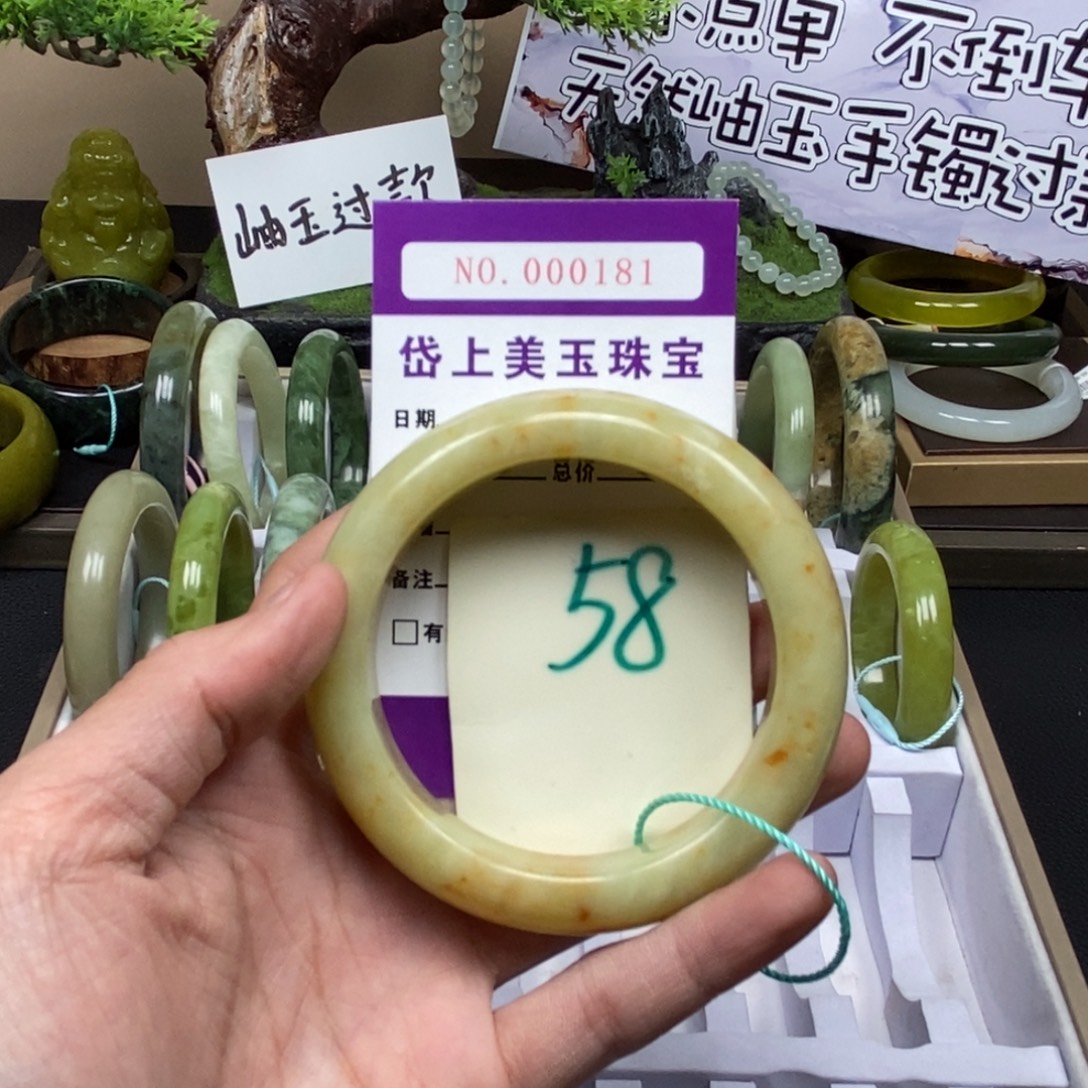 点单 不倒车
天然岫玉手镯过款
岫玉过款
NO.000181
岱上美玉珠宝
日期
总价
备注
有
58